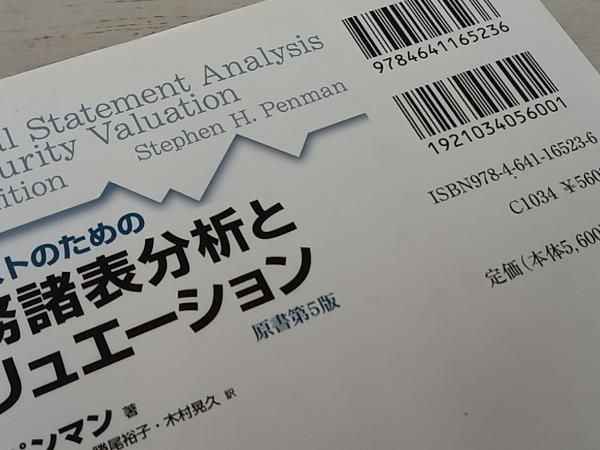 l Statement Analysis
urity Valuation
ition
Stephen H. Penman
9784641165236
1921034056001
ISBN978-4-641-16523-6
C1034 ¥560
定価(本体5,600
ストのための
務諸表分析と
リュエーション
原書第5版
ペンマン 著
勝尾裕子・木村晃久 訳